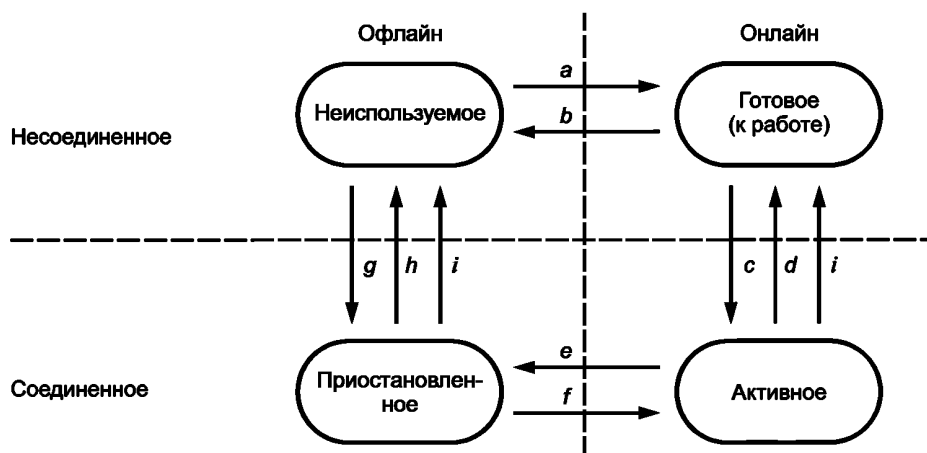 Офлайн
Онлайн
Неиспользуемое
a
b
Готовое
(к работе)
Несоединенное
g
h
i
c
d
i
Соединенное
Приостановлен-
ное
e
f
Активное